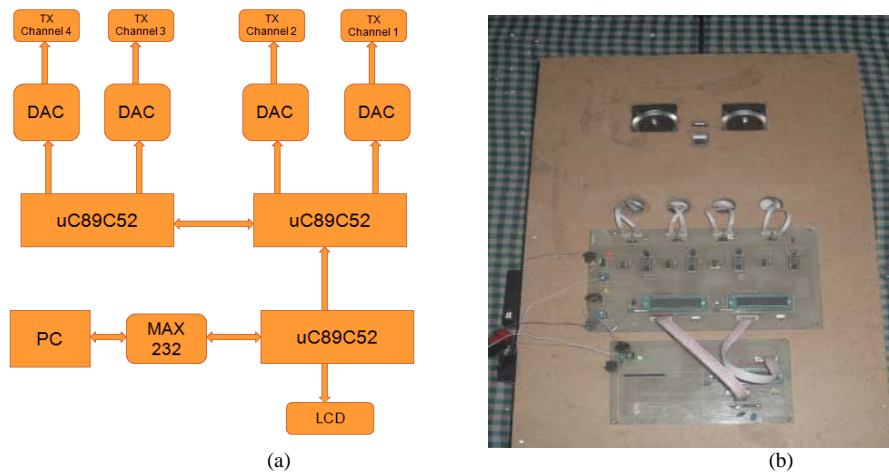 TX
Channel 4
TX
Channel 3
TX
Channel 2
TX
Channel 1
DAC
DAC
DAC
DAC
uC89C52
uC89C52
PC
MAX
232
uC89C52
LCD
(a)
(b)